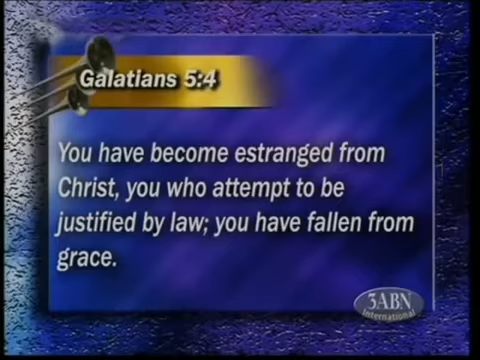 Galatians 5:4
You have become estranged from
Christ, you who attempt to be
justified by law; you have fallen from
grace.
3ABN
International